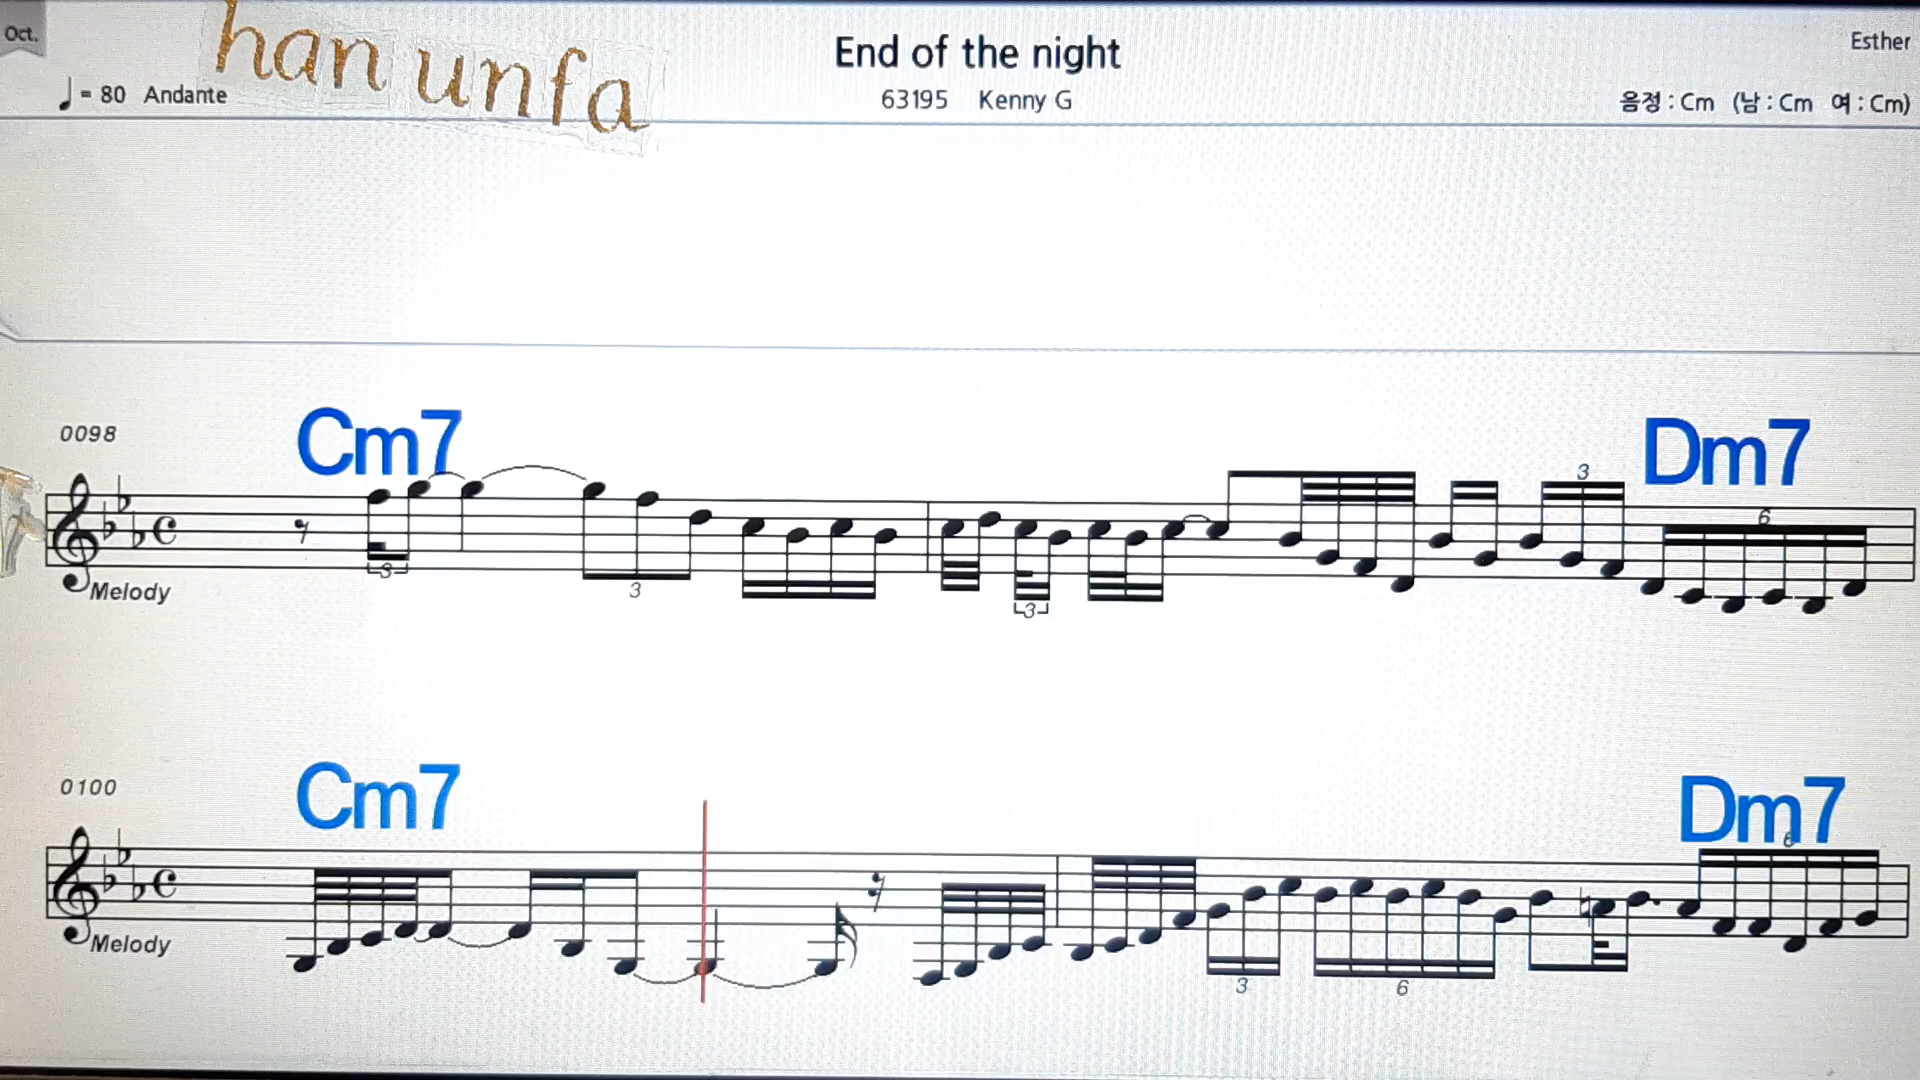 Oct.
han unfa
End of the night
Esther
♩= 80 Andante
63195 Kenny G
음정 : Cm (남 : Cm 여 : Cm)
0098
Cm7
Dm7
3
6
3
3
3
Melody
0100
Cm7
Dm7
6
3
6
Melody